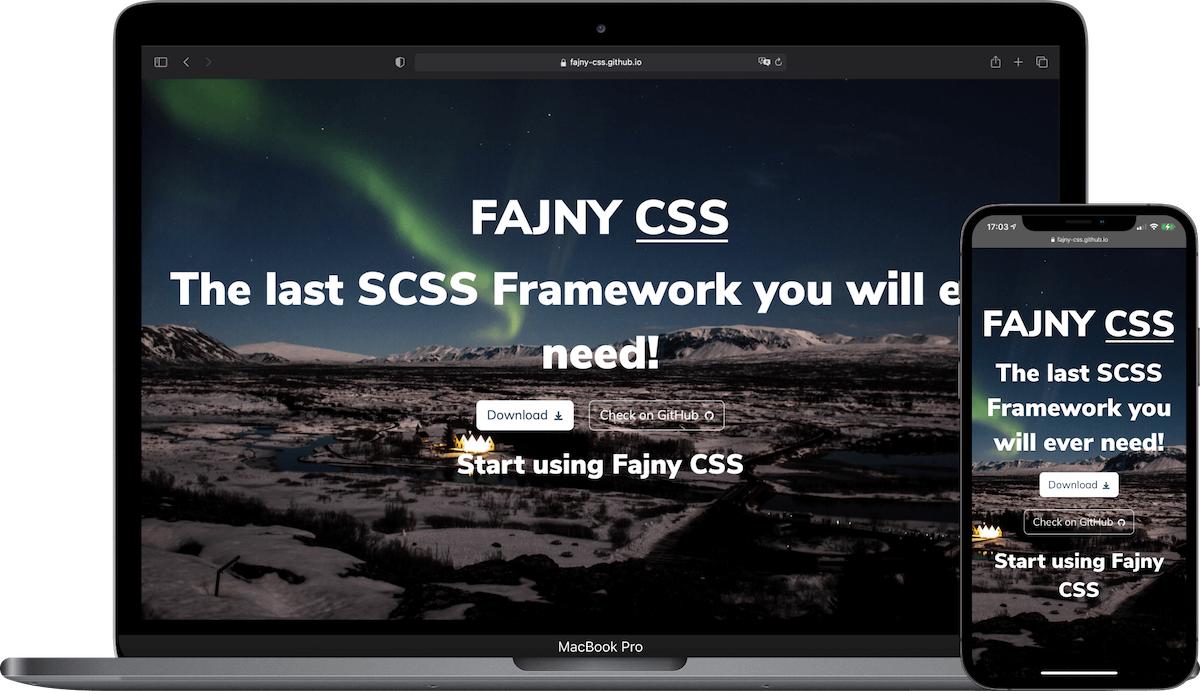 fajny-css.github.io
FAJNY CSS
The last SCSS Framework you will e
need!
Download
Check on GitHub
Start using Fajny CSS
MacBook Pro
17:03
fajny-css.github.io
FAJNY CSS
The last SCSS
Framework you
will ever need!
Download
Check on GitHub
Start using Fajny
CSS